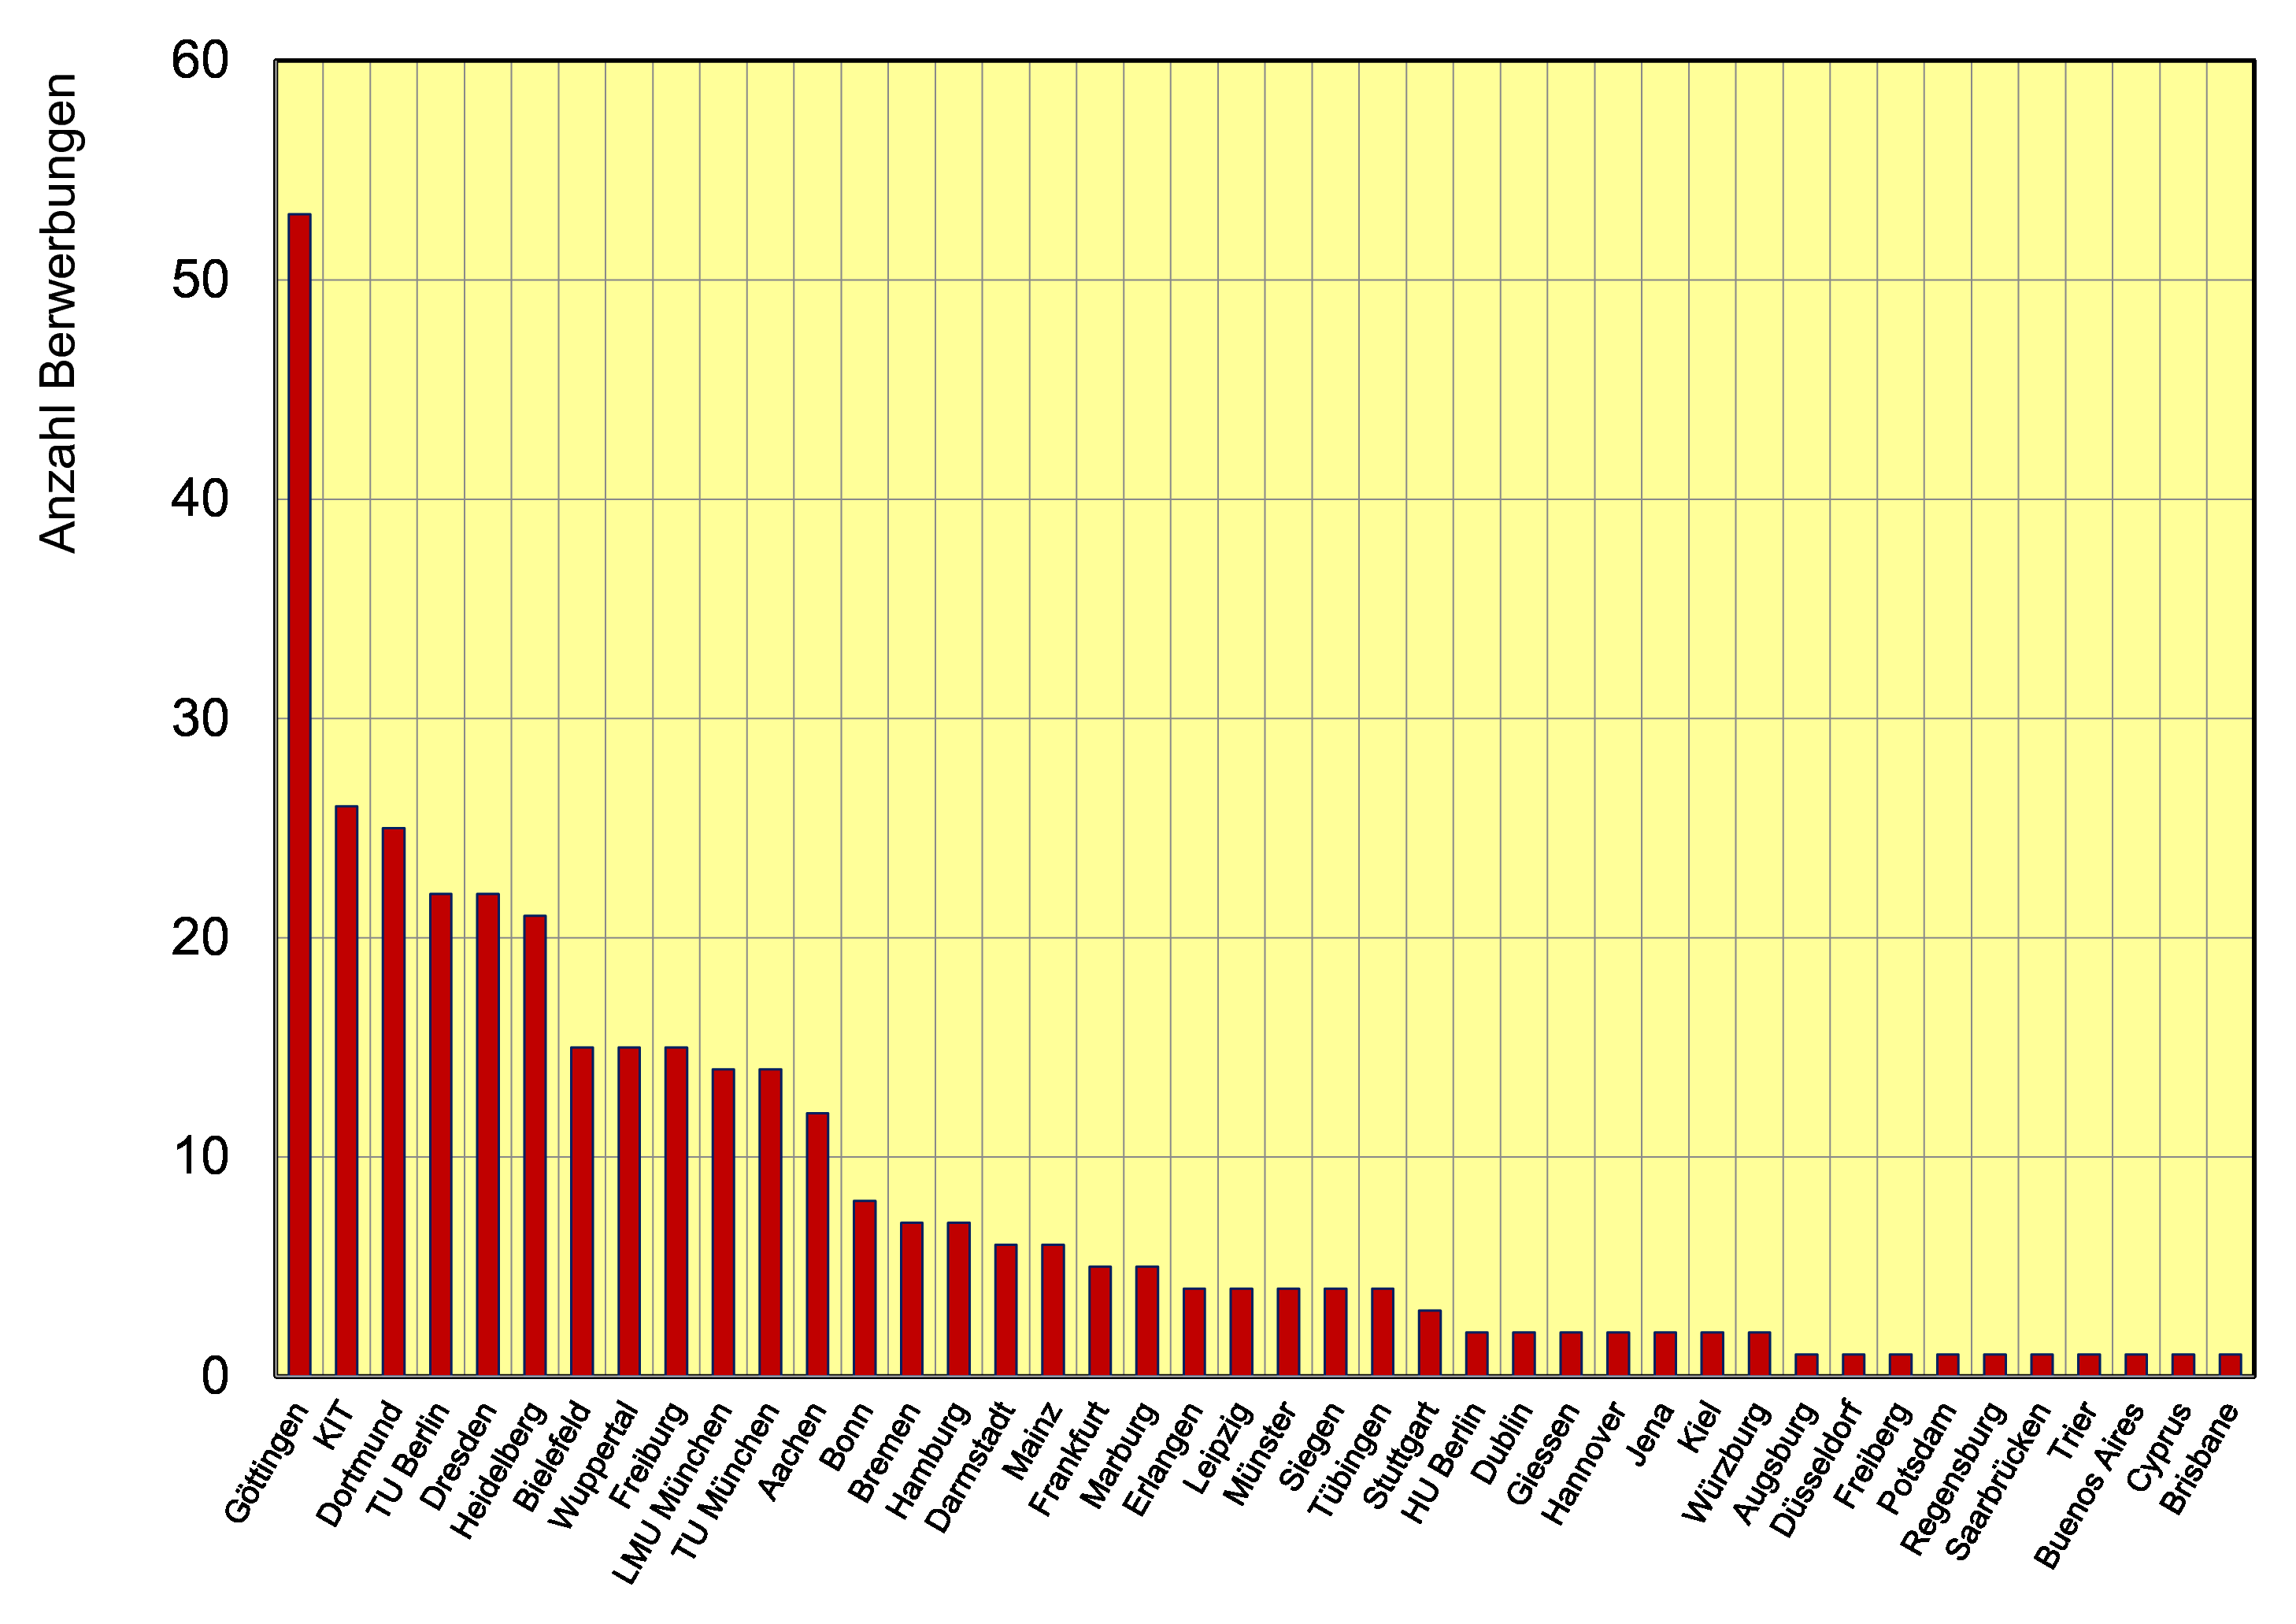 Anzahl Berwerbungen
60
50
40
30
20
10
0
Göttingen
KIT
Dortmund
TU Berlin
Dresden
Heidelberg
Bielefeld
Wuppertal
Freiburg
LMU München
TU München
Aachen
Bonn
Bremen
Hamburg
Darmstadt
Mainz
Frankfurt
Marburg
Erlangen
Leipzig
Münster
Siegen
Tübingen
Stuttgart
HU Berlin
Dublin
Giessen
Hannover
Jena
Kiel
Würzburg
Augsburg
Düsseldorf
Freiberg
Potsdam
Regensburg
Saarbrücken
Trier
Buenos Aires
Cyprus
Brisbane